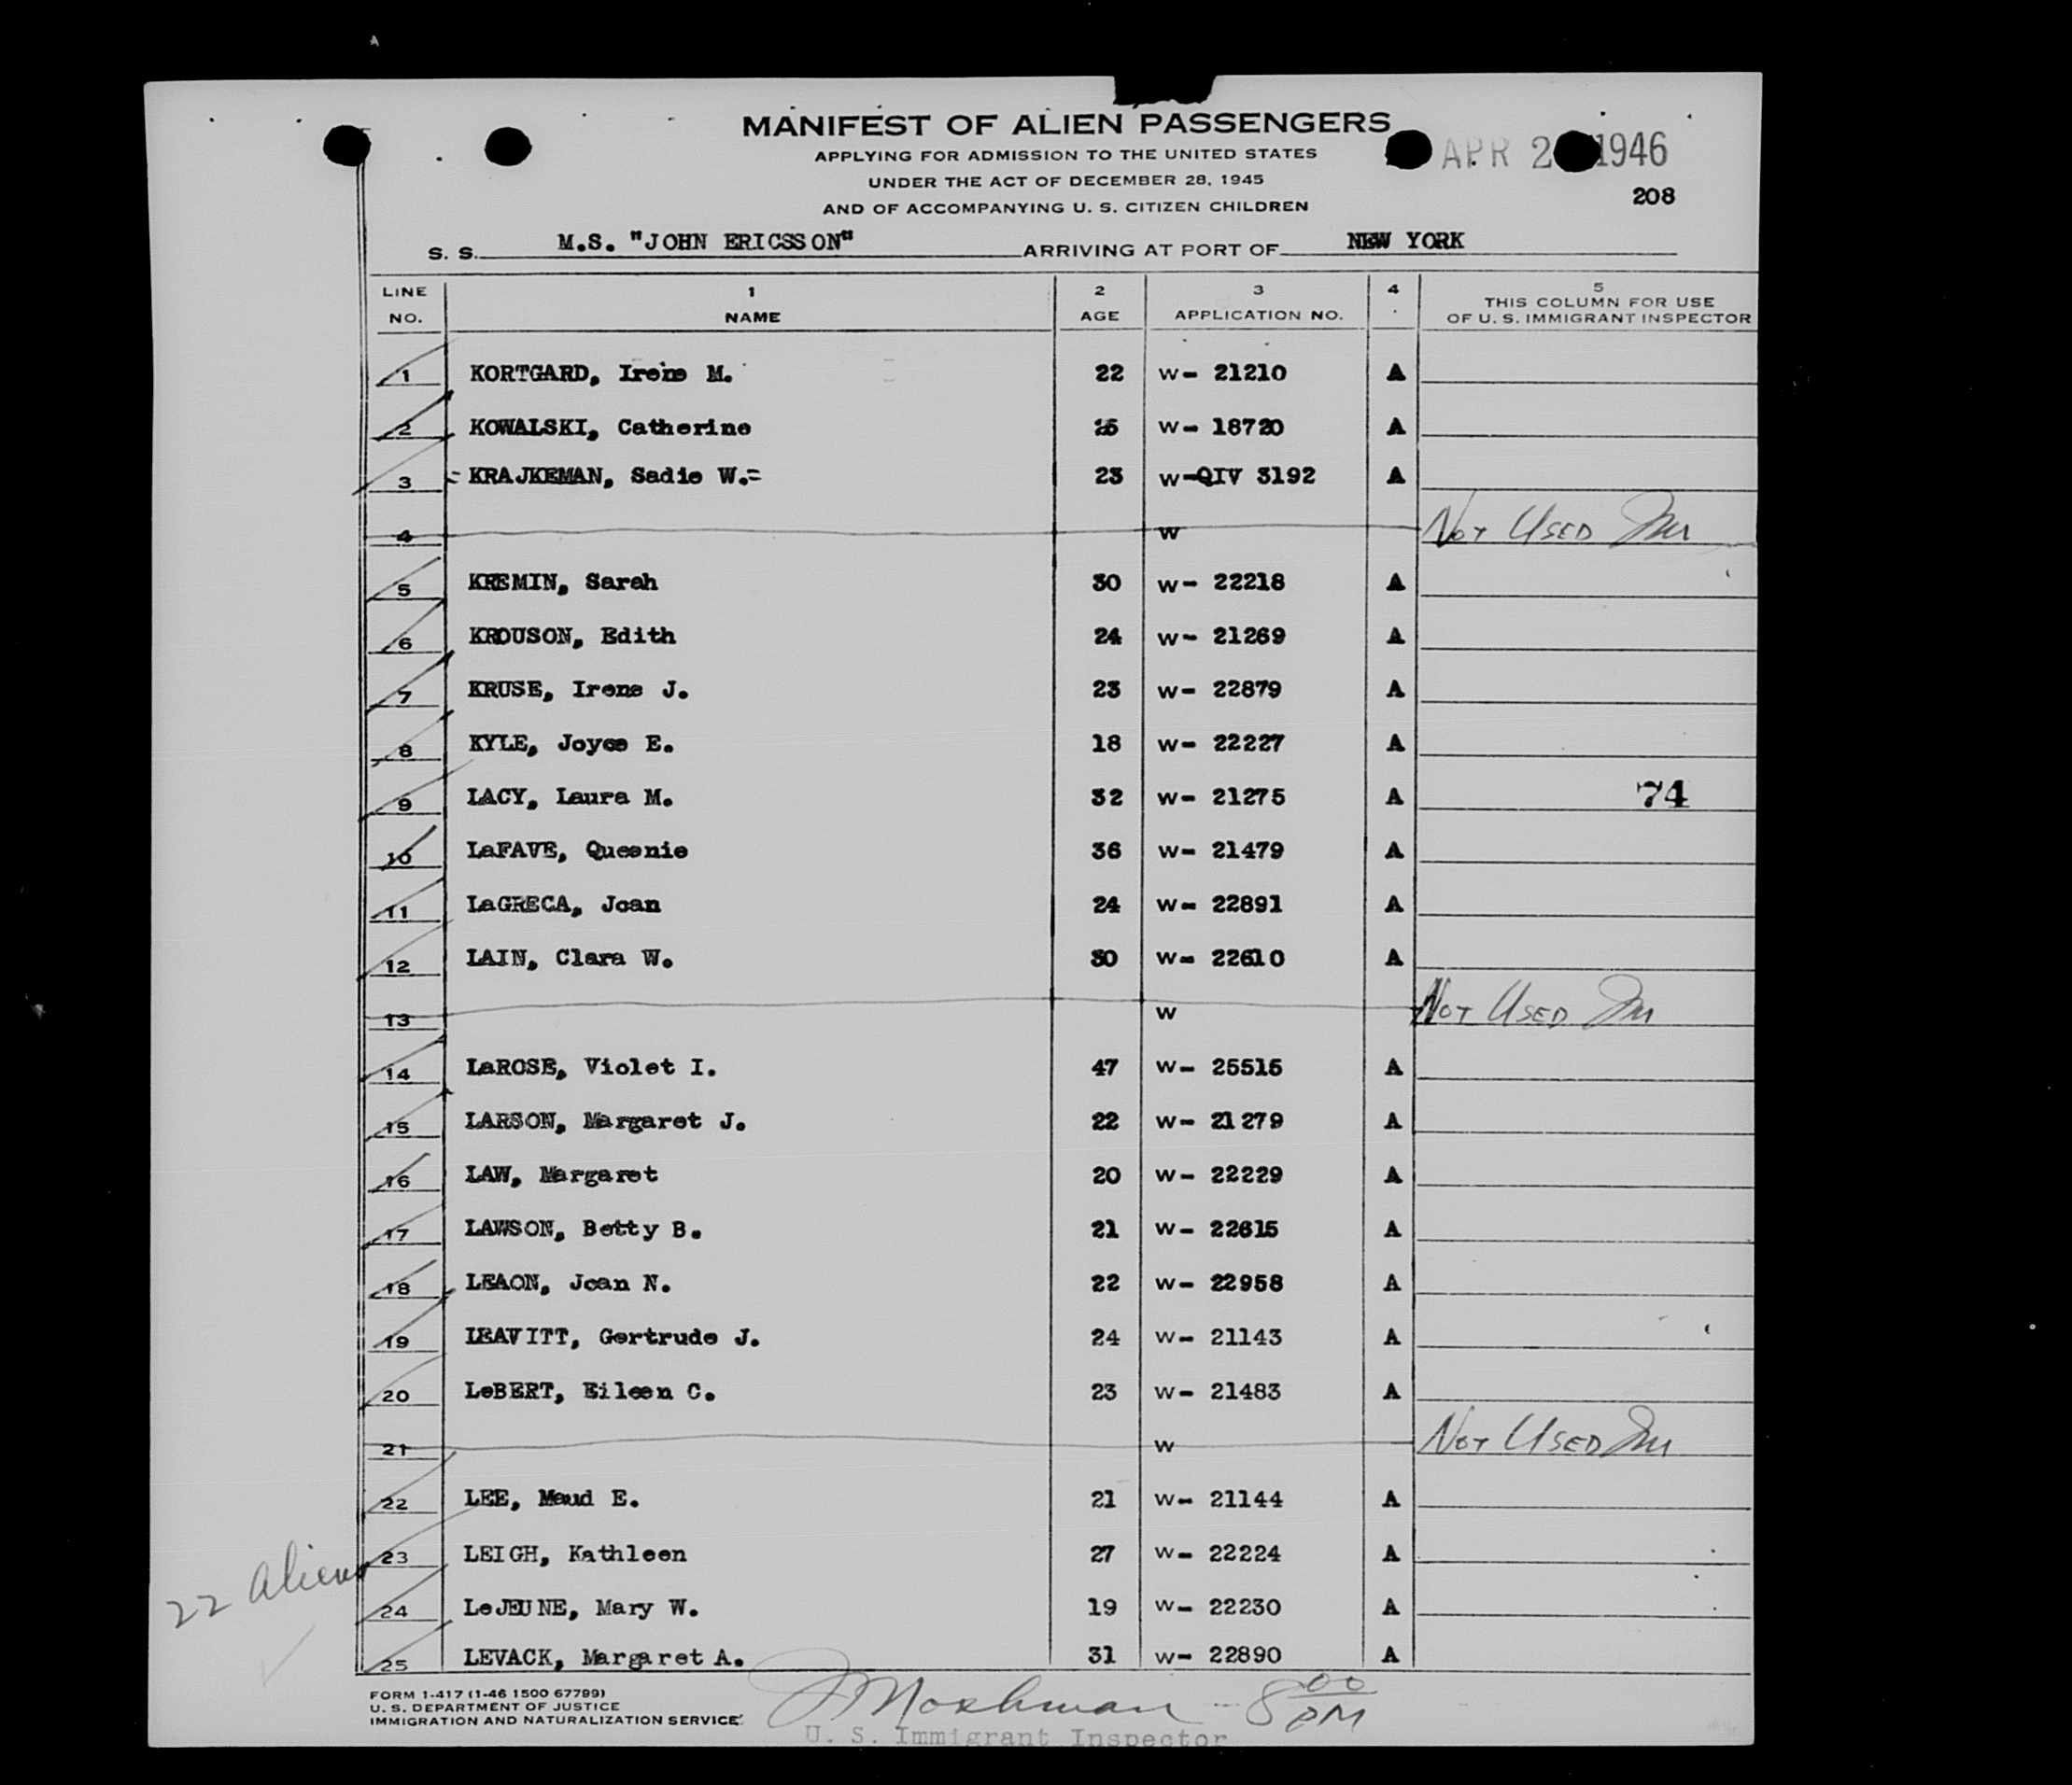 MANIFEST OF ALIEN PASSENGERS
APPLYING FOR ADMISSION TO THE UNITED STATES
UNDER THE ACT OF DECEMBER 28, 1945
AND OF ACCOMPANYING U. S. CITIZEN CHILDREN
APR 2 1946
208
S. S. M.S. "JOHN ERICSSON" ARRIVING AT PORT OF NEW YORK
LINE NO. 1 NAME 2 AGE 3 APPLICATION NO. 4 5 THIS COLUMN FOR USE OF U. S. IMMIGRANT INSPECTOR
1 KORTGARD, Irene M. 22 W- 21210 A
2 KOWALSKI, Catherine W- 18720 A
3 - KRAJKEMAN, Sadie W.= 23 W-QIV 3192 A
4 W NOT USED
5 KREMIN, Sarah 30 W- 22218 A
6 KROUSON, Edith 24 W- 21269 A
7 KRUSE, Irene J. 23 W- 22879 A
8 KYLE, Joyce E. 18 W- 22227 A
9 LACY, Laura M. 32 W- 21275 A 74
10 LaFAVE, Queenie 36 W- 21479 A
11 LaGRECA, Joan 24 W- 22891 A
12 LAIN, Clara W. 30 W- 22610 A
13 W NOT USED
14 LaROSE, Violet I. 47 W- 25515 A
15 LARSON, Margaret J. 22 W- 21279 A
16 LAW, Margaret 20 W- 22229 A
17 LAWSON, Betty B. 21 W- 22615 A
18 LEAON, Joan N. 22 W- 22958 A
19 LEAVITT, Gertrude J. 24 W- 21143 A
20 LeBERT, Eileen C. 23 W- 21483 A
21 W NOT USED
22 LEE, Maud E. 21 W- 21144 A
23 LEIGH, Kathleen 27 W- 22224 A
22 Aliens
24 LeJEUNE, Mary W. 19 W- 22230 A
25 LEVACK, Margaret A. 31 W- 22890 A
FORM 1-417 (1-46 1500 67799)
U. S. DEPARTMENT OF JUSTICE
IMMIGRATION AND NATURALIZATION SERVICE
8 00 PM
U. S. Immigrant Inspector